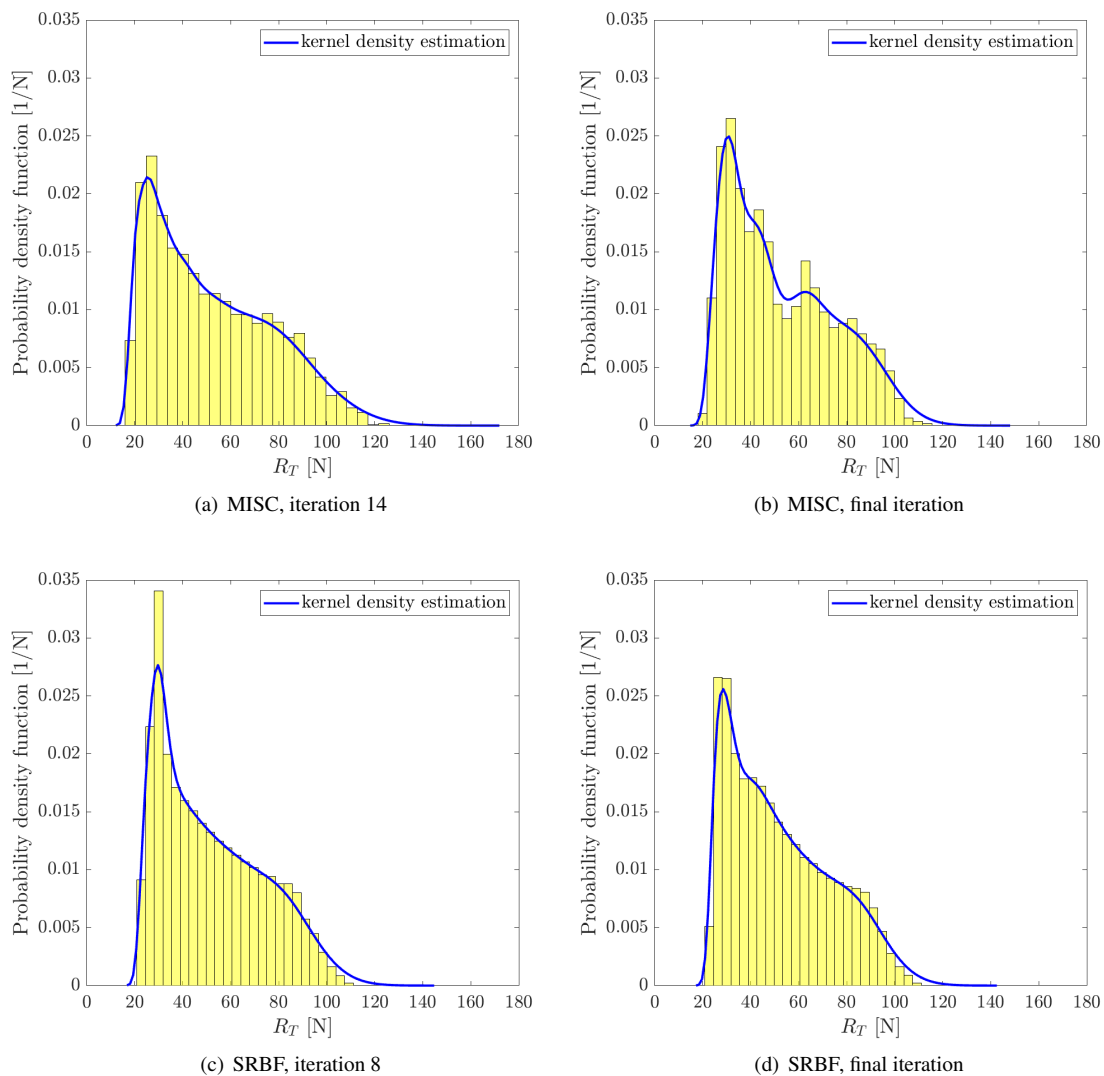 0.035
0.03
0.025
0.02
0.015
0.01
0.005
0
Probability density function [1/N]
kernel density estimation
0 20 40 60 80 100 120 140 160 180
R_T [N]
(a) MISC, iteration 14
0.035
0.03
0.025
0.02
0.015
0.01
0.005
0
Probability density function [1/N]
kernel density estimation
0 20 40 60 80 100 120 140 160 180
R_T [N]
(b) MISC, final iteration
0.035
0.03
0.025
0.02
0.015
0.01
0.005
0
Probability density function [1/N]
kernel density estimation
0 20 40 60 80 100 120 140 160 180
R_T [N]
(c) SRBF, iteration 8
0.035
0.03
0.025
0.02
0.015
0.01
0.005
0
Probability density function [1/N]
kernel density estimation
0 20 40 60 80 100 120 140 160 180
R_T [N]
(d) SRBF, final iteration